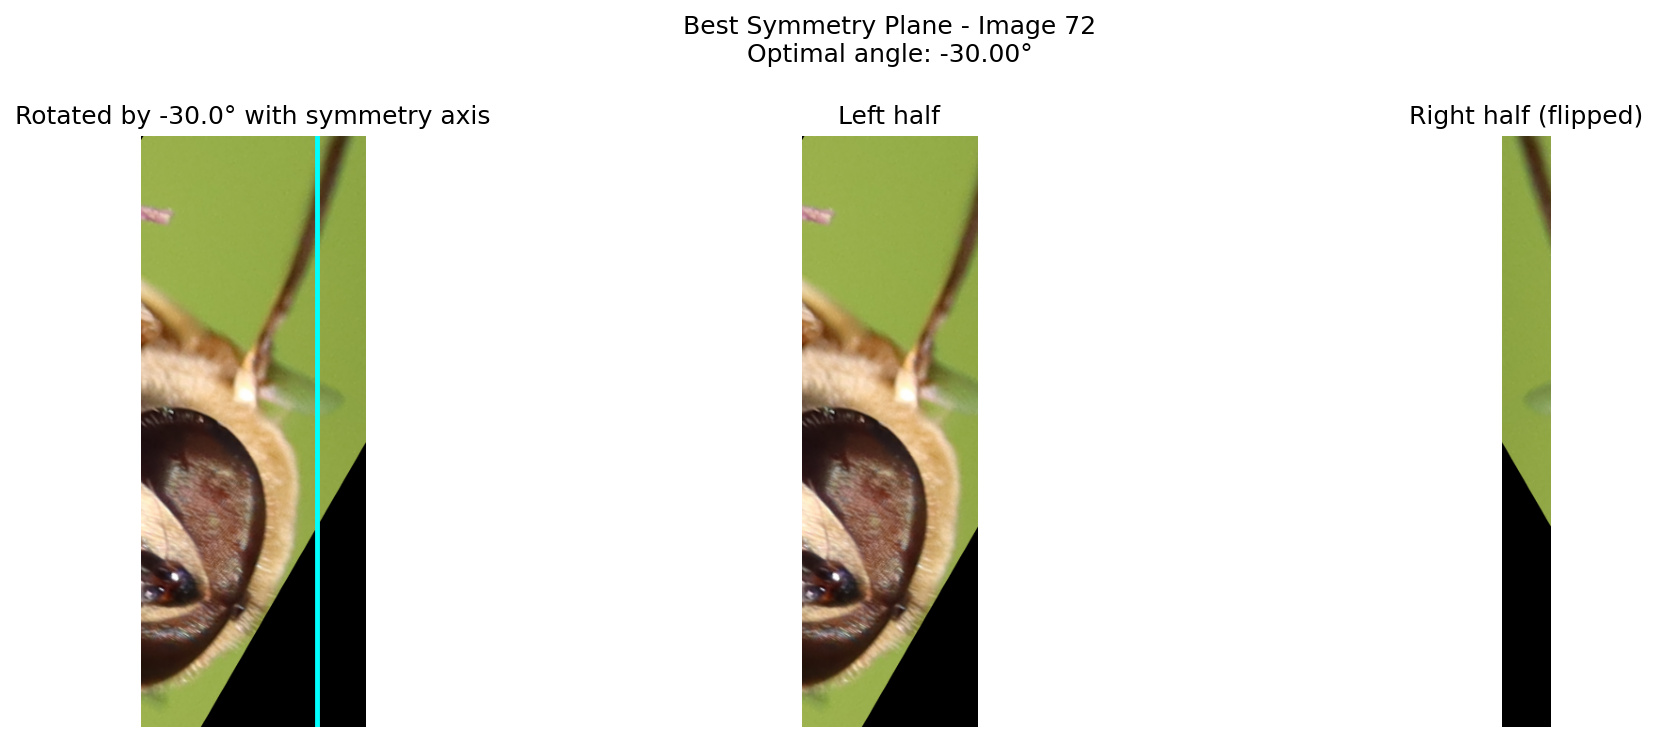 Best Symmetry Plane - Image 72
Optimal angle: -30.00°
Rotated by -30.0° with symmetry axis
Left half
Right half (flipped)